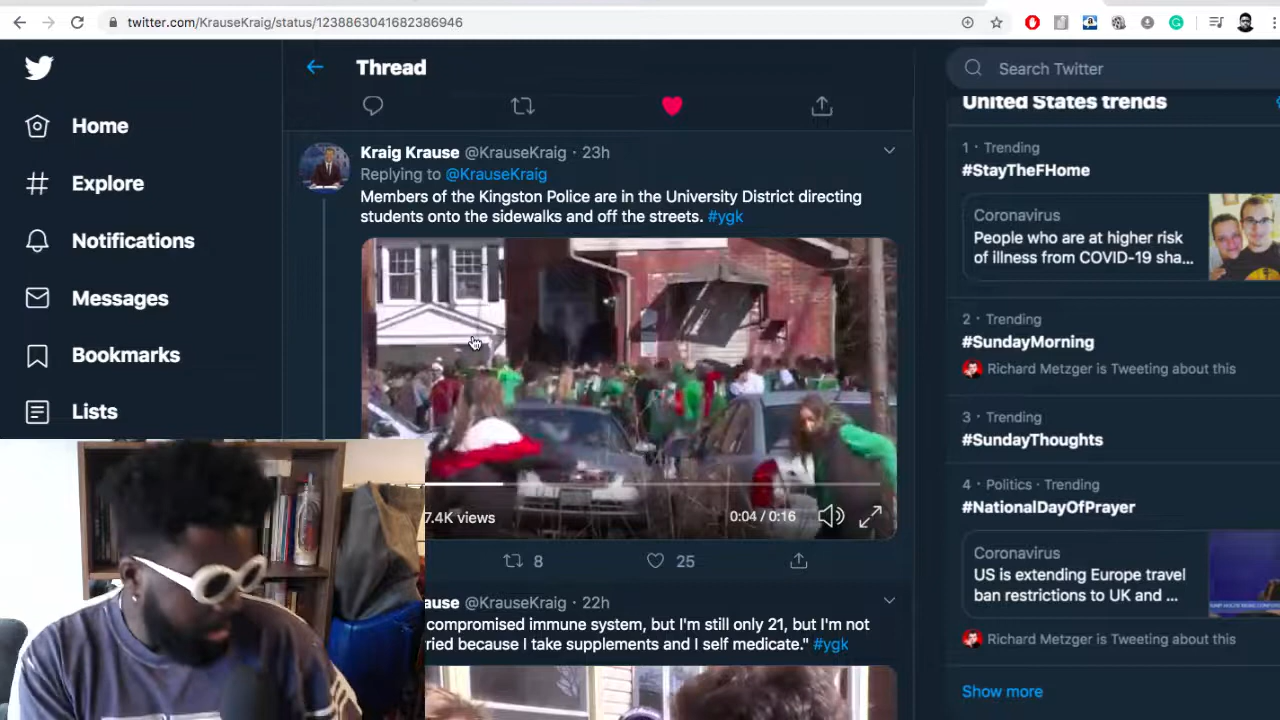 twitter.com/KrauseKraig/status/1238863041682386946
Thread
Search Twitter
Home
Explore
Notifications
Messages
Bookmarks
Lists
Kraig Krause @KrauseKraig · 23h
Replying to @KrauseKraig
Members of the Kingston Police are in the University District directing
students onto the sidewalks and off the streets. #ygk
7.4K views
0:04 / 0:16
8
25
ause @KrauseKraig · 22h
compromised immune system, but I'm still only 21, but I'm not
ried because I take supplements and I self medicate." #ygk
United States trends
1 · Trending
#StayTheFHome
Coronavirus
People who are at higher risk
of illness from COVID-19 sha...
2 · Trending
#SundayMorning
Richard Metzger is Tweeting about this
3 · Trending
#SundayThoughts
4 · Politics · Trending
#NationalDayOfPrayer
Coronavirus
US is extending Europe travel
ban restrictions to UK and ...
Richard Metzger is Tweeting about this
Show more